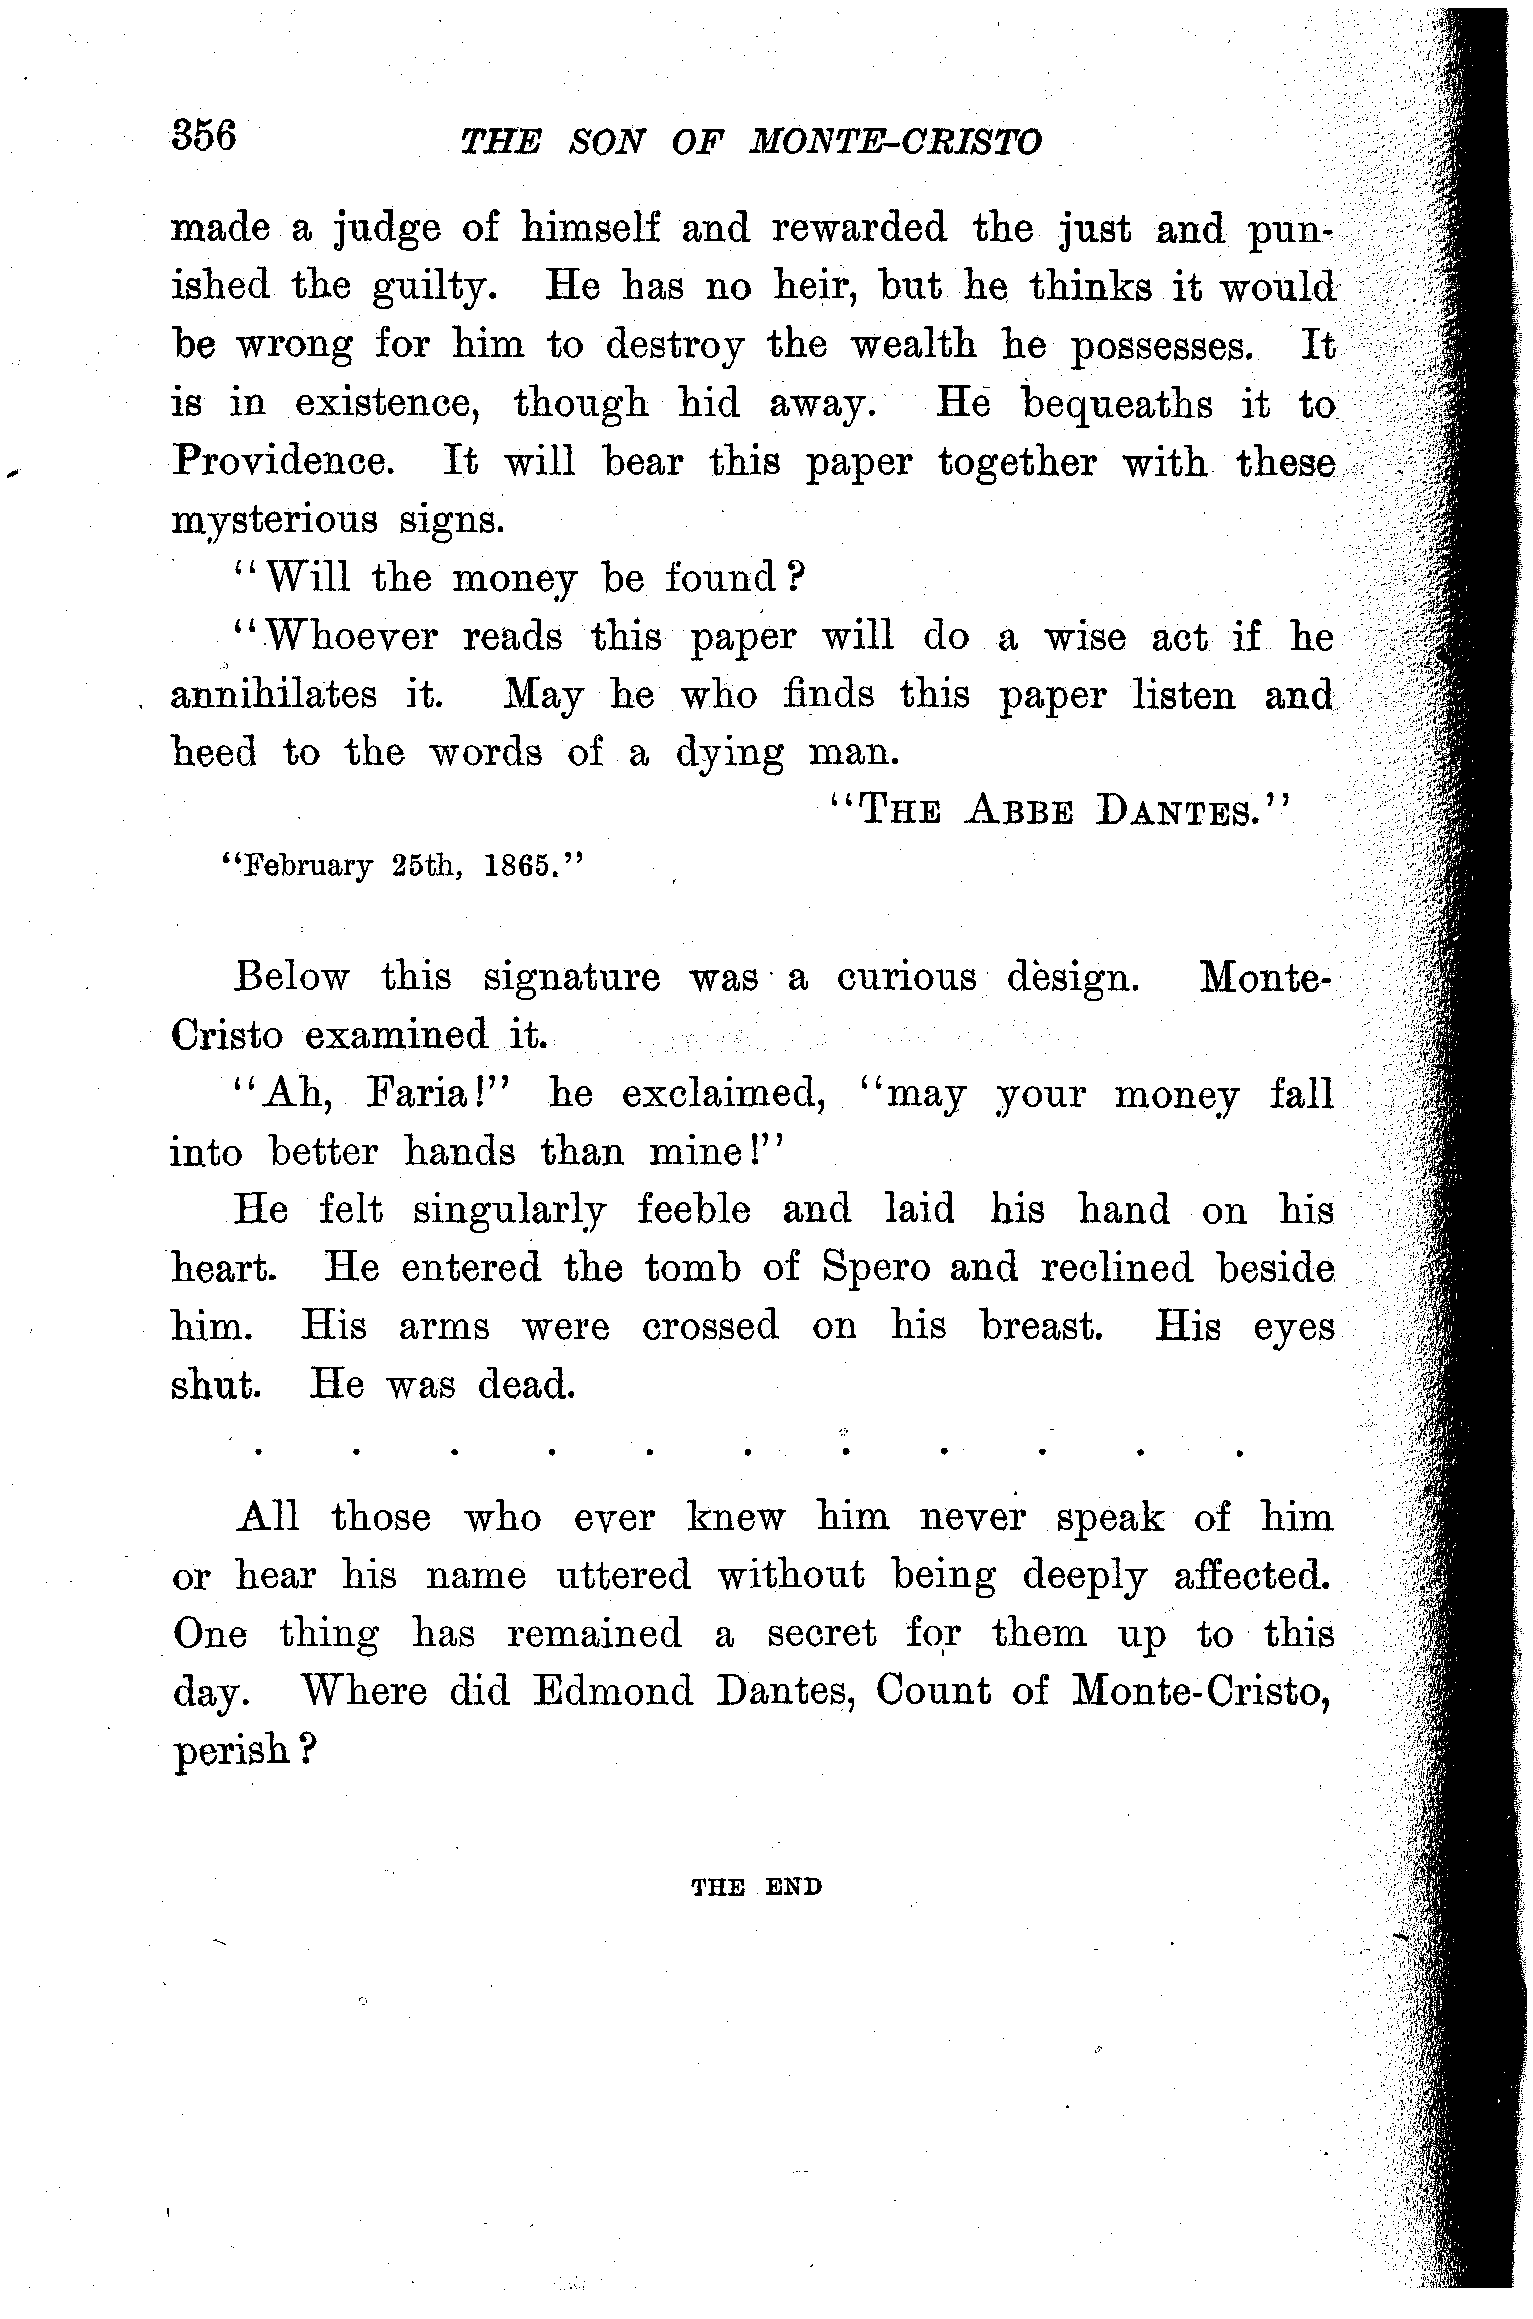 356 THE SON OF MONTE-CRISTO
made a judge of himself and rewarded the just and pun-
ished the guilty. He has no heir, but he thinks it would
be wrong for him to destroy the wealth he possesses. It
is in existence, though hid away. He bequeaths it to
Providence. It will bear this paper together with these
mysterious signs.
"Will the money be found?
"Whoever reads this paper will do a wise act if he
annihilates it. May he who finds this paper listen and
heed to the words of a dying man.
"THE ABBE DANTES."
"February 25th, 1865."
Below this signature was a curious design. Monte-
Cristo examined it.
"Ah, Faria!" he exclaimed, "may your money fall
into better hands than mine!"
He felt singularly feeble and laid his hand on his
heart. He entered the tomb of Spero and reclined beside
him. His arms were crossed on his breast. His eyes
shut. He was dead.
. . . . . . . . . . .
All those who ever knew him never speak of him
or hear his name uttered without being deeply affected.
One thing has remained a secret for them up to this
day. Where did Edmond Dantes, Count of Monte-Cristo,
perish?
THE END